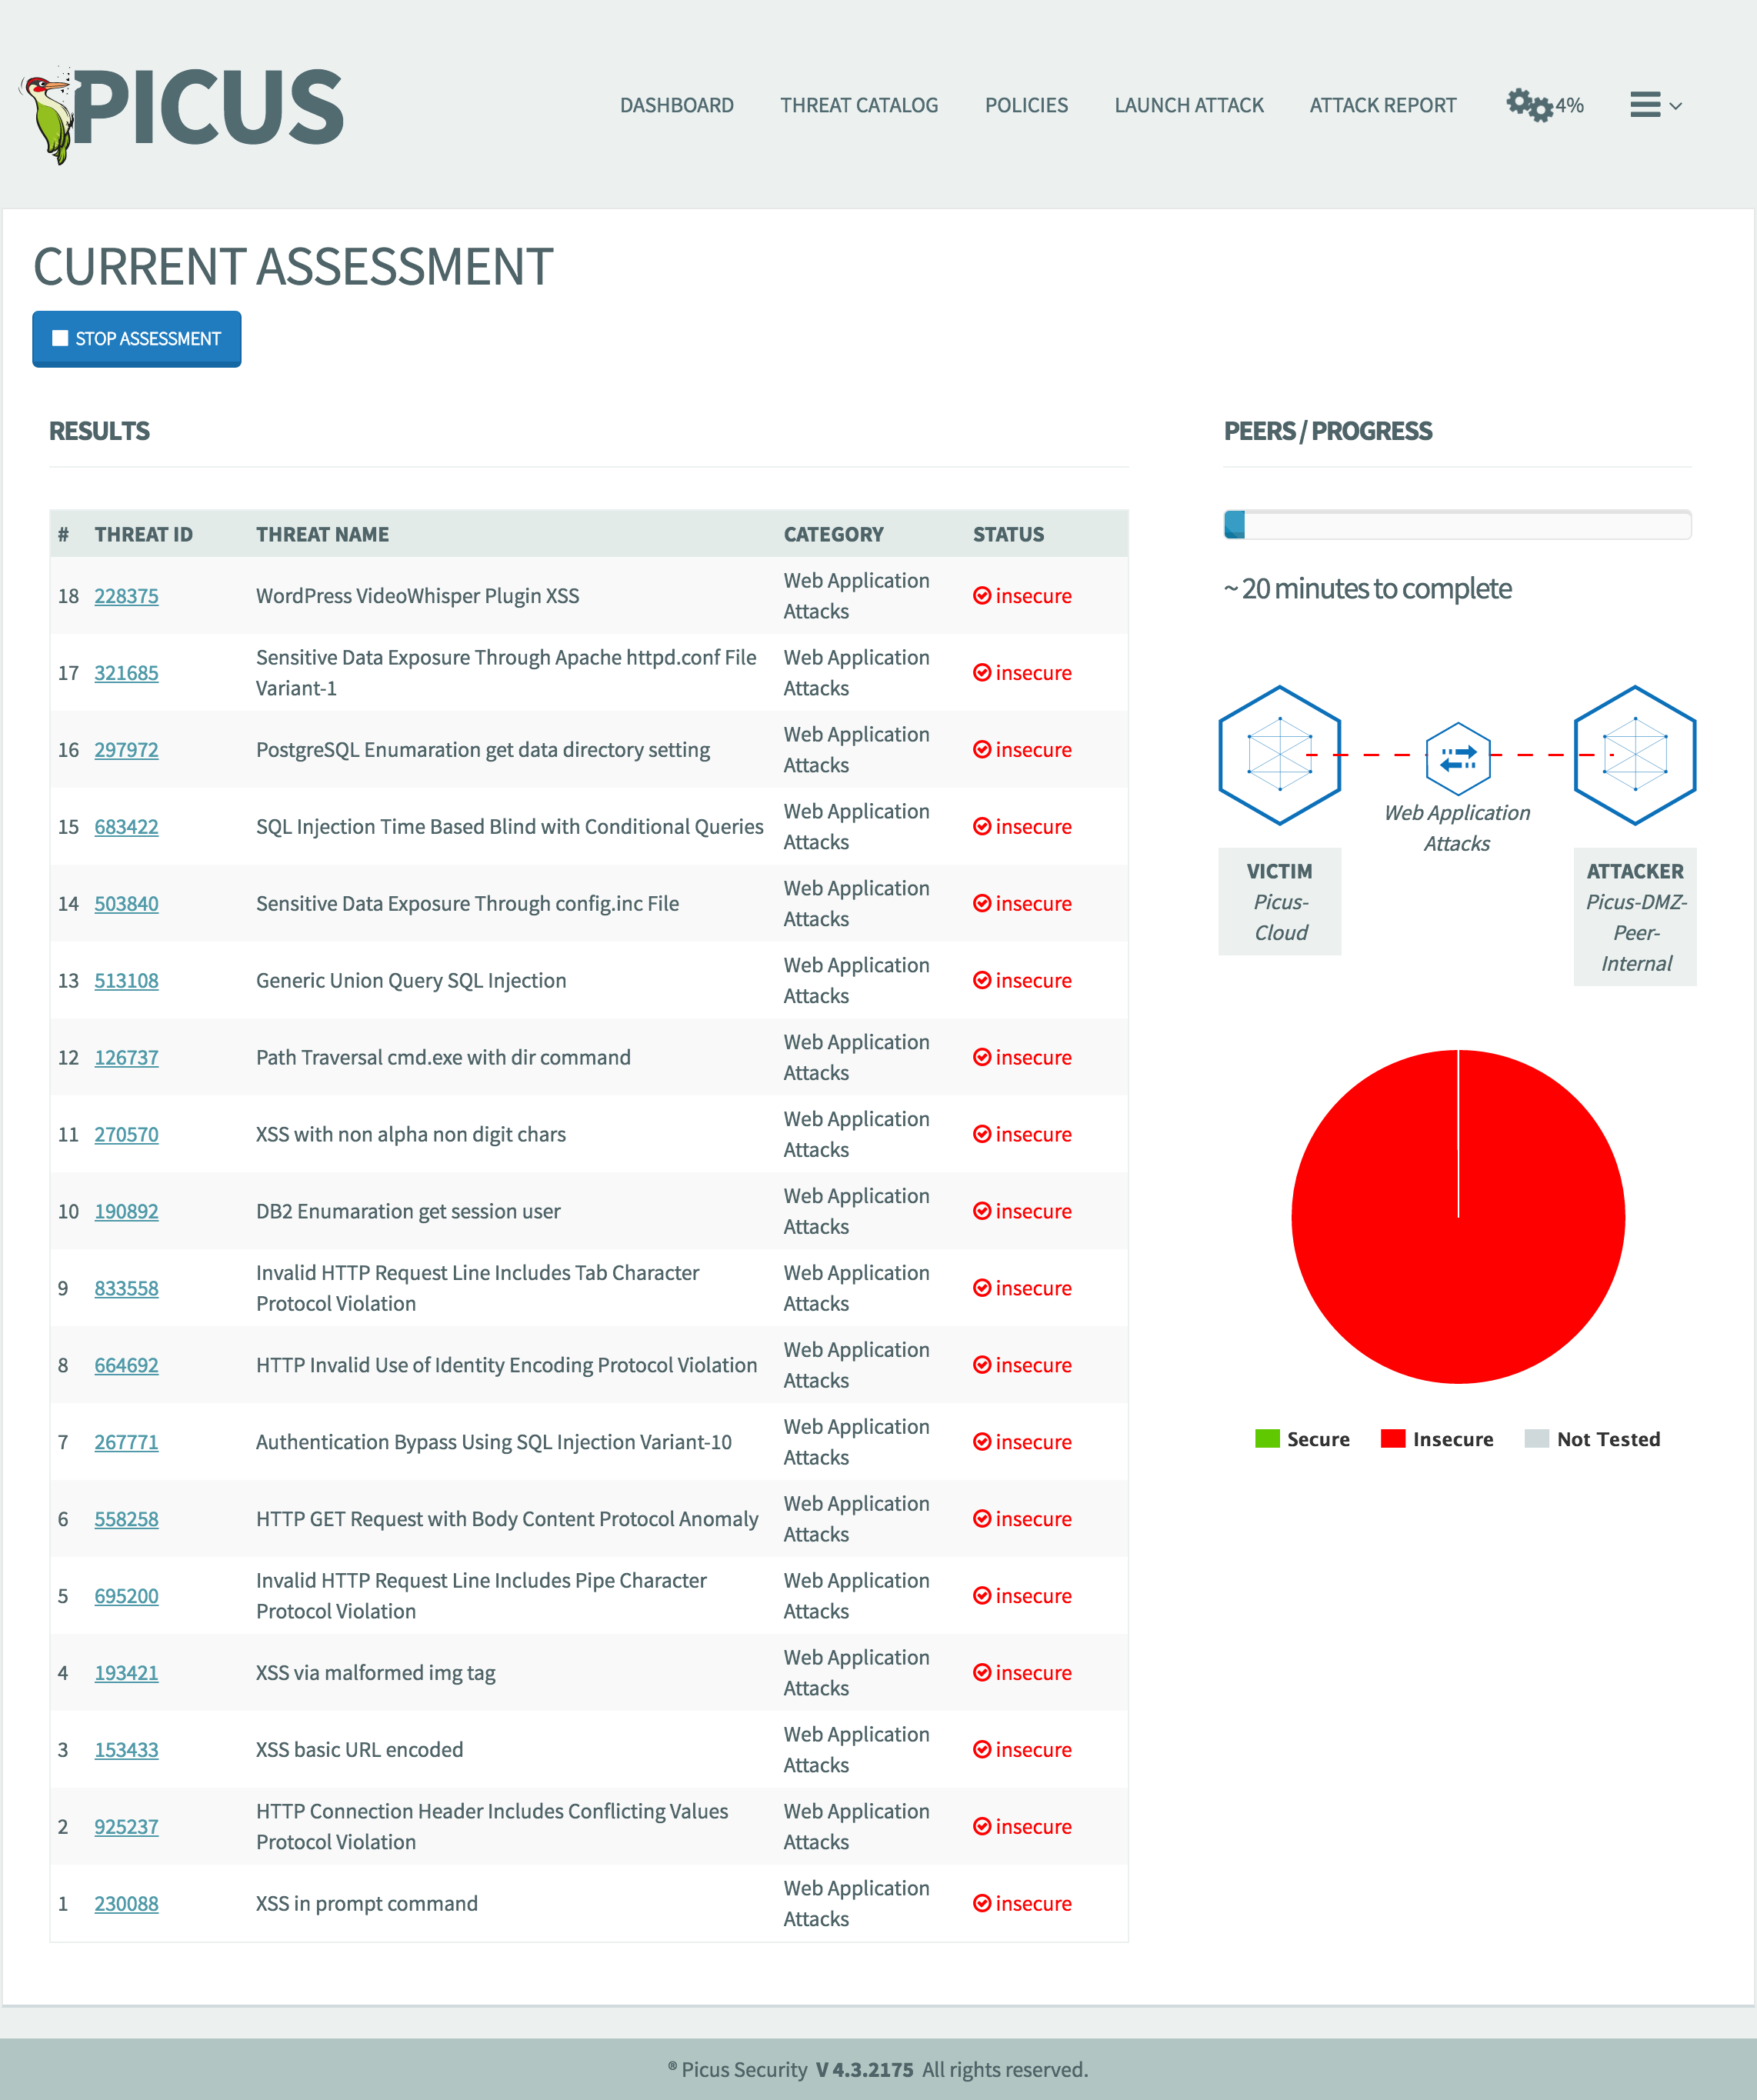 PICUS
DASHBOARD THREAT CATALOG POLICIES LAUNCH ATTACK ATTACK REPORT 4%
CURRENT ASSESSMENT
STOP ASSESSMENT
RESULTS
# THREAT ID THREAT NAME CATEGORY STATUS
18 228375 WordPress VideoWhisper Plugin XSS Web Application
Attacks insecure
17 321685 Sensitive Data Exposure Through Apache httpd.conf File Web Application
Variant-1 Attacks insecure
16 297972 PostgreSQL Enumaration get data directory setting Web Application
Attacks insecure
15 683422 SQL Injection Time Based Blind with Conditional Queries Web Application
Attacks insecure
14 503840 Sensitive Data Exposure Through config.inc File Web Application
Attacks insecure
13 513108 Generic Union Query SQL Injection Web Application
Attacks insecure
12 126737 Path Traversal cmd.exe with dir command Web Application
Attacks insecure
11 270570 XSS with non alpha non digit chars Web Application
Attacks insecure
10 190892 DB2 Enumaration get session user Web Application
Attacks insecure
9 833558 Invalid HTTP Request Line Includes Tab Character Web Application
Protocol Violation Attacks insecure
8 664692 HTTP Invalid Use of Identity Encoding Protocol Violation Web Application
Attacks insecure
7 267771 Authentication Bypass Using SQL Injection Variant-10 Web Application
Attacks insecure
6 558258 HTTP GET Request with Body Content Protocol Anomaly Web Application
Attacks insecure
5 695200 Invalid HTTP Request Line Includes Pipe Character Web Application
Protocol Violation Attacks insecure
4 193421 XSS via malformed img tag Web Application
Attacks insecure
3 153433 XSS basic URL encoded Web Application
Attacks insecure
2 925237 HTTP Connection Header Includes Conflicting Values Web Application
Protocol Violation Attacks insecure
1 230088 XSS in prompt command Web Application
Attacks insecure
PEERS / PROGRESS
~ 20 minutes to complete
Web Application
Attacks
VICTIM
Picus-
Cloud
ATTACKER
Picus-DMZ-
Peer-
Internal
Secure Insecure Not Tested
® Picus Security V 4.3.2175 All rights reserved.